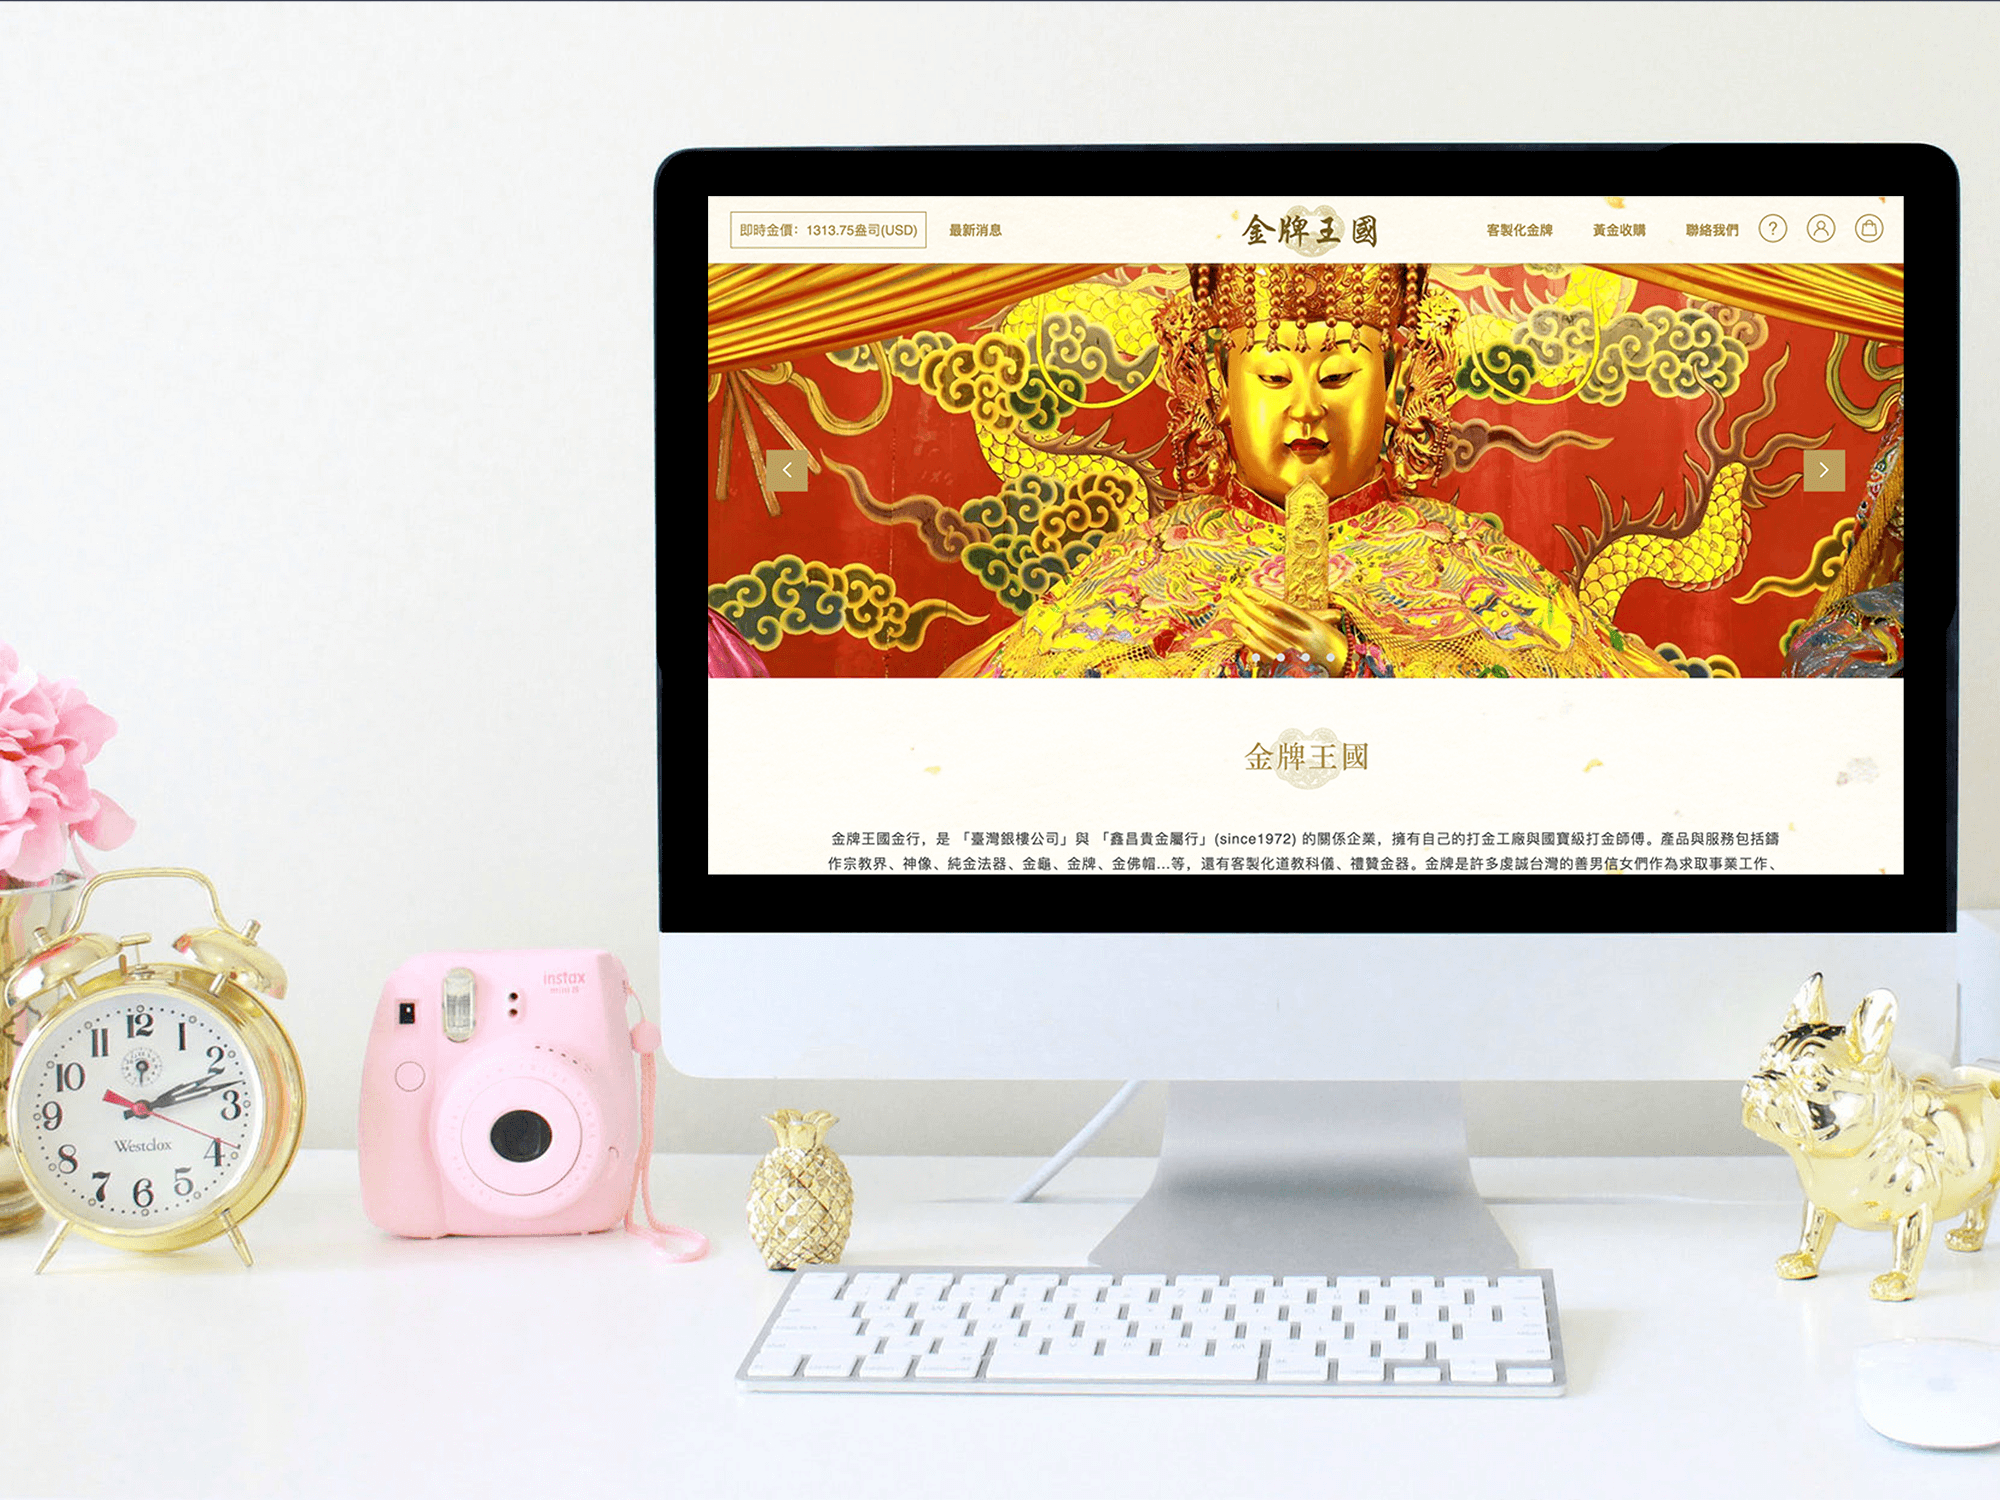 即時金價：1313.75盎司(USD)
最新消息
金牌王國
客製化金牌
黃金收購
聯絡我們
?
金牌王國
金牌王國金行，是 「臺灣銀樓公司」與 「鑫昌貴金屬行」(since1972) 的關係企業，擁有自己的打金工廠與國寶級打金師傅。產品與服務包括鑄
作宗教界、神像、純金法器、金龜、金牌、金佛帽...等，還有客製化道教科儀、禮贊金器。金牌是許多虔誠台灣的善男信女們作為求取事業工作、
instax
mini 8
12
1
2
3
4
5
6
7
8
9
10
11
Westclox